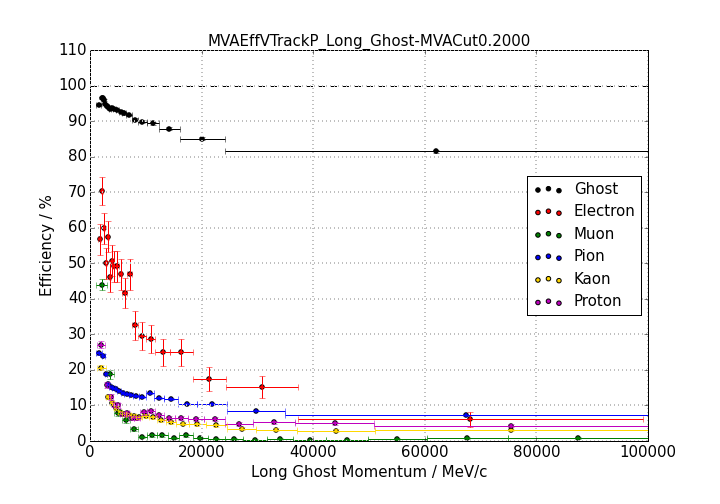 MVAEffVTrackP_Long_Ghost-MVACut0.2000
110
100
90
80
70
60
50
40
30
20
10
0
Efficiency / %
Ghost
Electron
Muon
Pion
Kaon
Proton
0 20000 40000 60000 80000 100000
Long Ghost Momentum / MeV/c